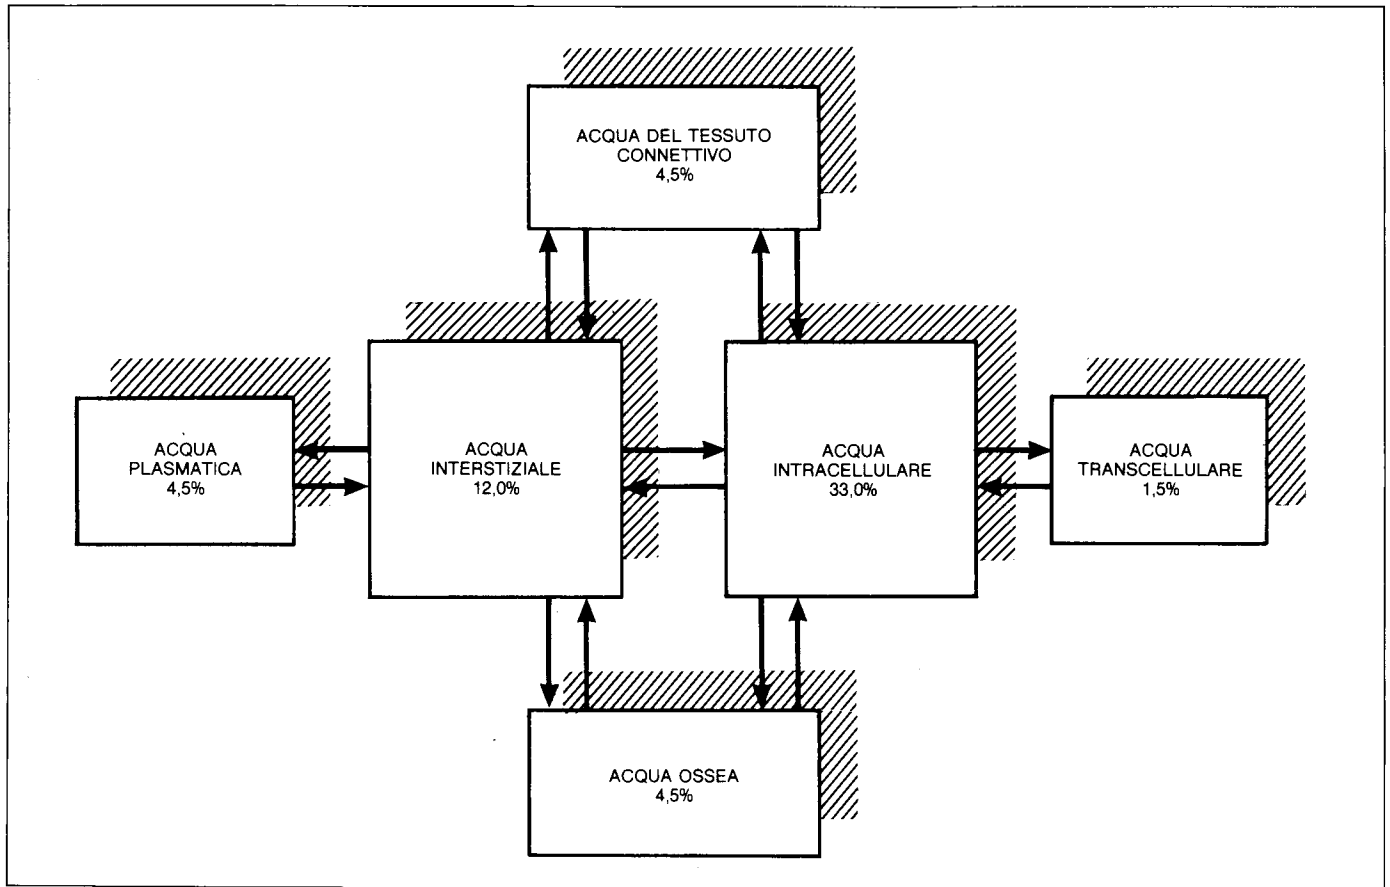 ACQUA DEL TESSUTO
CONNETTIVO
4,5%
ACQUA
PLASMATICA
4,5%
ACQUA
INTERSTIZIALE
12,0%
ACQUA
INTRACELLULARE
33,0%
ACQUA
TRANSCELLULARE
1,5%
ACQUA OSSEA
4,5%